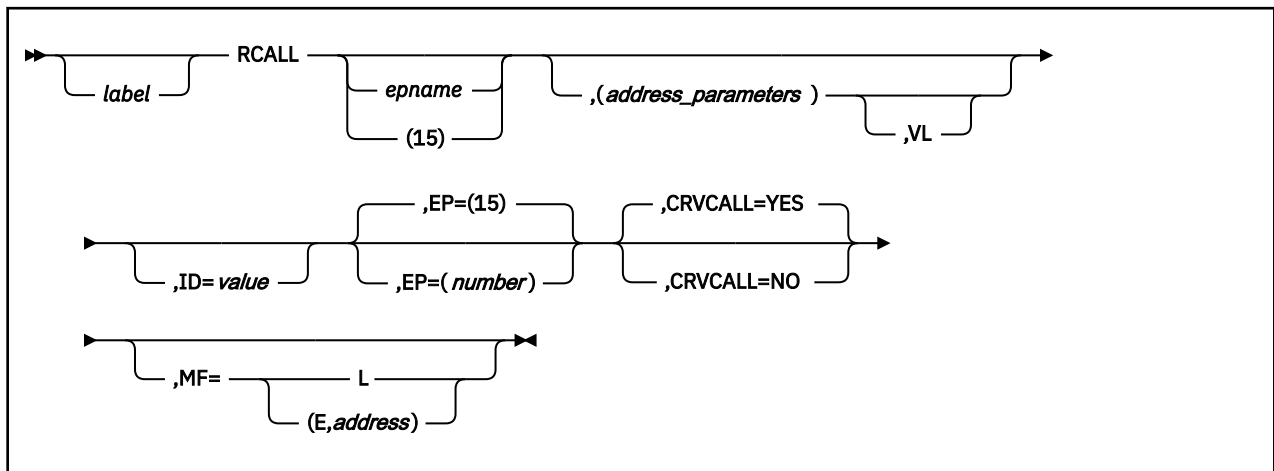 RCALL
label
epname
(15)
,(address_parameters )
,VL
,EP=(15)
,CRVCALL=YES
,ID=value
,EP=(number)
,CRVCALL=NO
,MF=
L
(E,address)